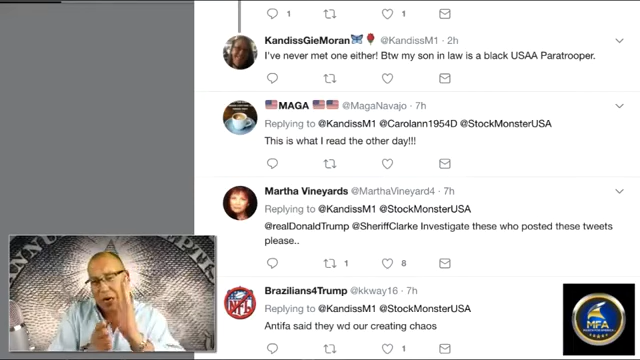 1 1
KandissGieMoran @KandissM1 · 2h
I've never met one either! Btw my son in law is a black USAA Paratrooper.
MAGA @MagaNavajo · 7h
Replying to @KandissM1 @Carolann1954D @StockMonsterUSA
This is what I read the other day!!!
Martha Vineyards @MarthaVineyard4 · 7h
Replying to @KandissM1 @StockMonsterUSA
@realDonaldTrump @SheriffClarke Investigate these who posted these tweets
please..
1 8
Brazilians4Trump @kkway16 · 7h
Replying to @KandissM1 @StockMonsterUSA
Antifa said they wd our creating chaos
1
NFL
MFA